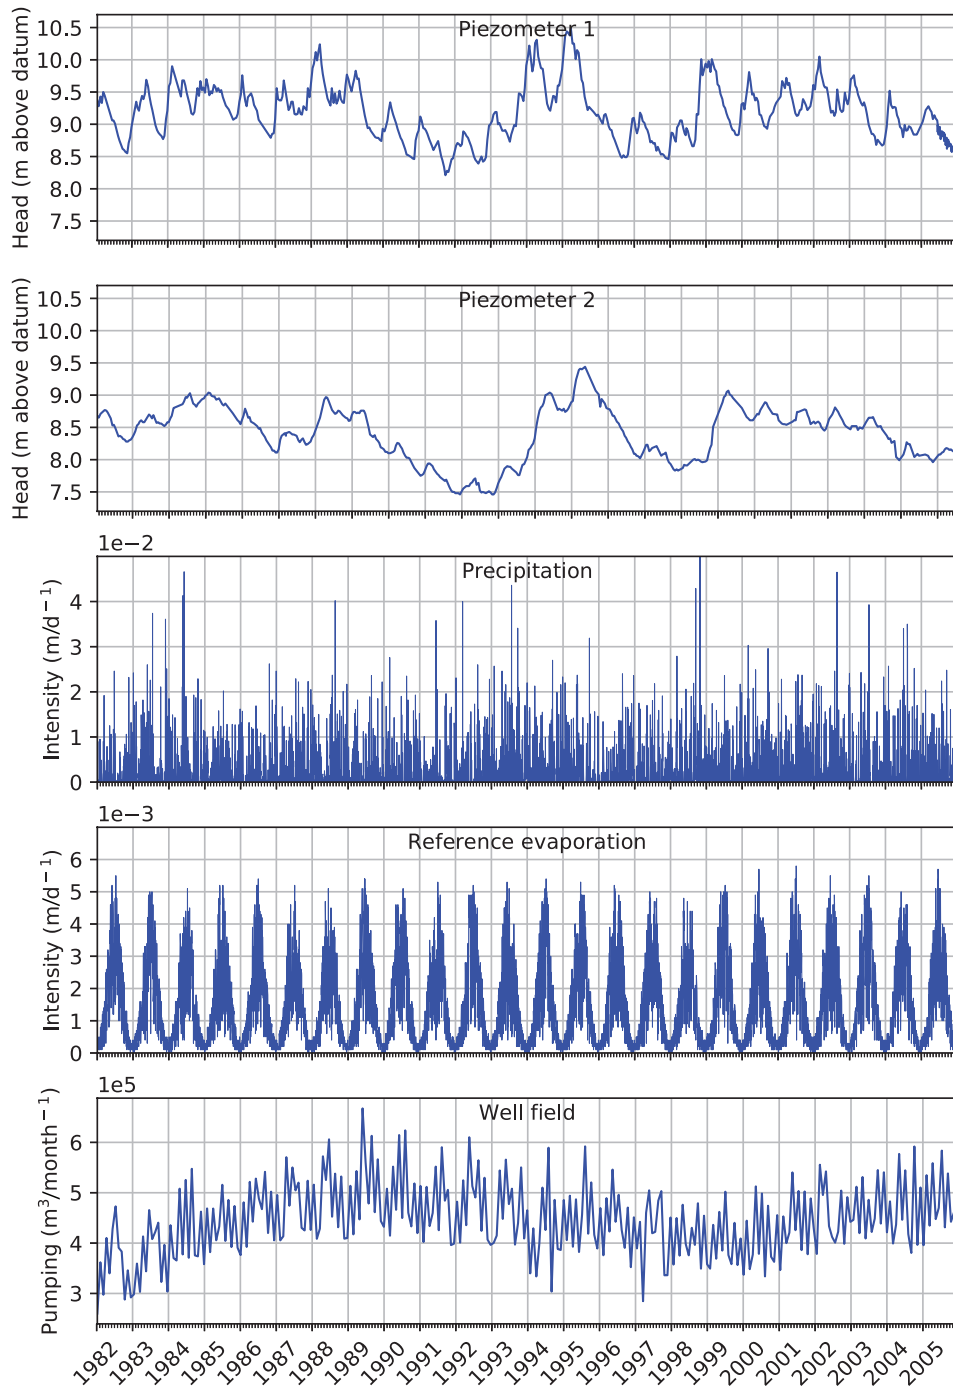 Piezometer 1
Head (m above datum)
10.5
10.0
9.5
9.0
8.5
8.0
7.5
Piezometer 2
Head (m above datum)
10.5
10.0
9.5
9.0
8.5
8.0
7.5
1e−2
Precipitation
Intensity (m/d⁻¹)
4
3
2
1
0
1e−3
Reference evaporation
Intensity (m/d⁻¹)
6
5
4
3
2
1
0
1e5
Well field
Pumping (m³/month⁻¹)
6
5
4
3
1982 1983 1984 1985 1986 1987 1988 1989 1990 1991 1992 1993 1994 1995 1996 1997 1998 1999 2000 2001 2002 2003 2004 2005